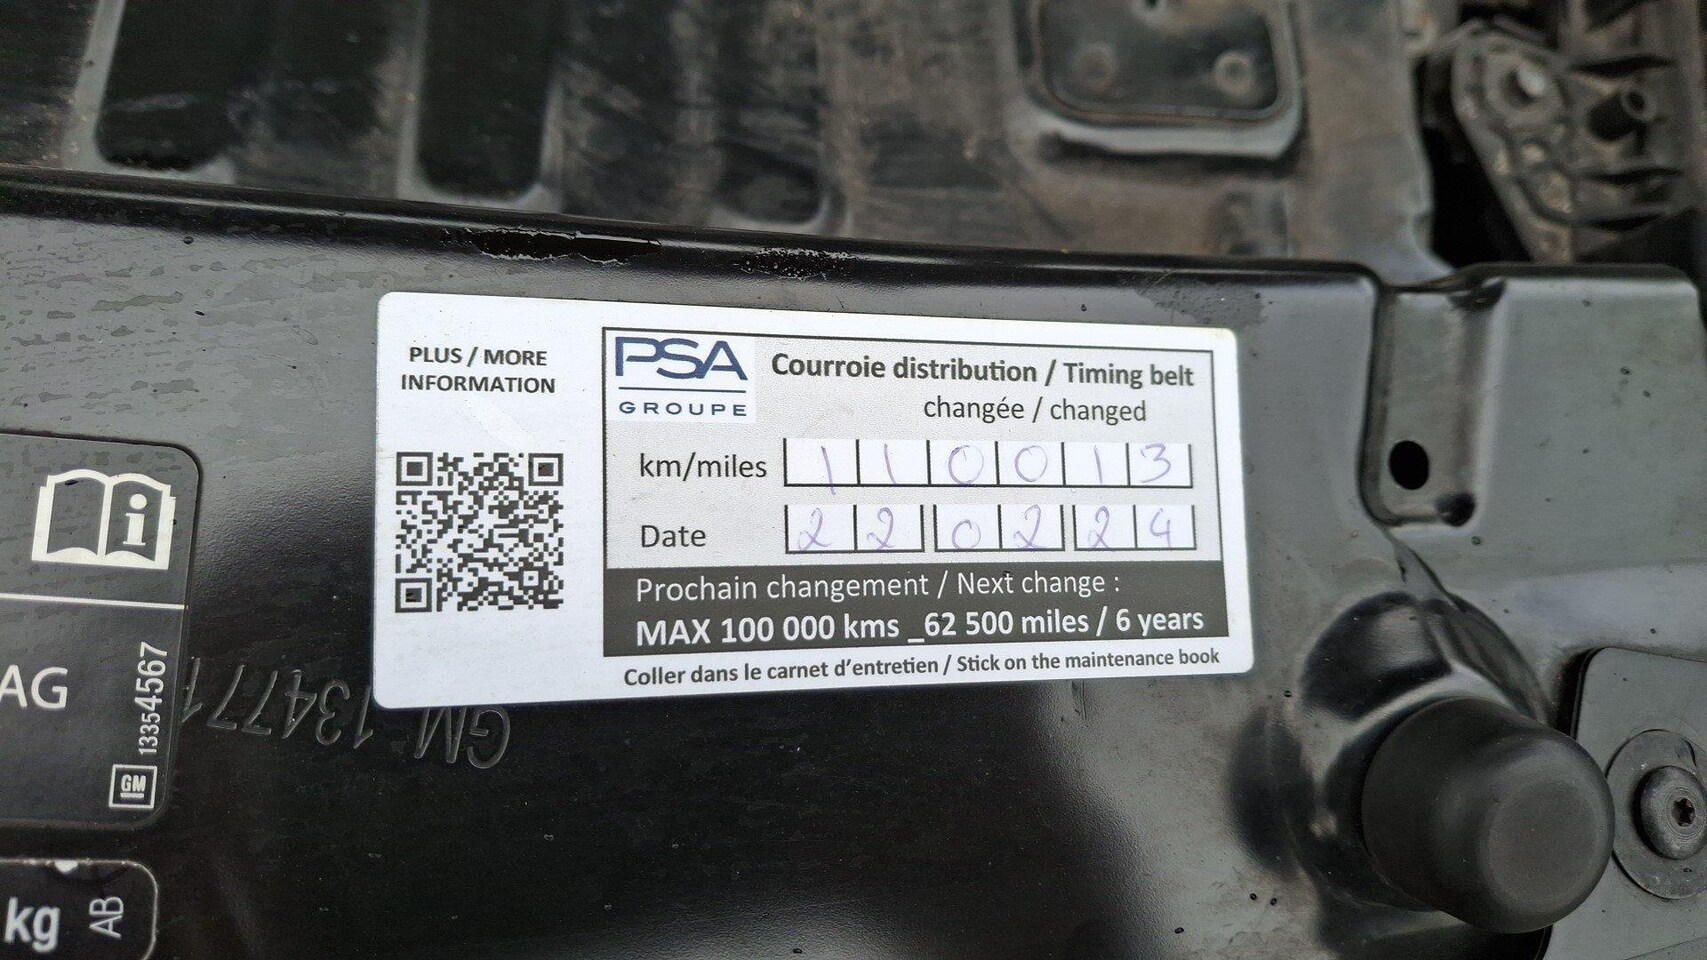 PLUS / MORE
INFORMATION
PSA
GROUPE
Courroie distribution / Timing belt
changée / changed
km/miles 110013
Date 22 02 24
Prochain changement / Next change :
MAX 100 000 kms _62 500 miles / 6 years
Coller dans le carnet d'entretien / Stick on the maintenance book
i
AG
13354567
GM
GM 134771
kg
AB